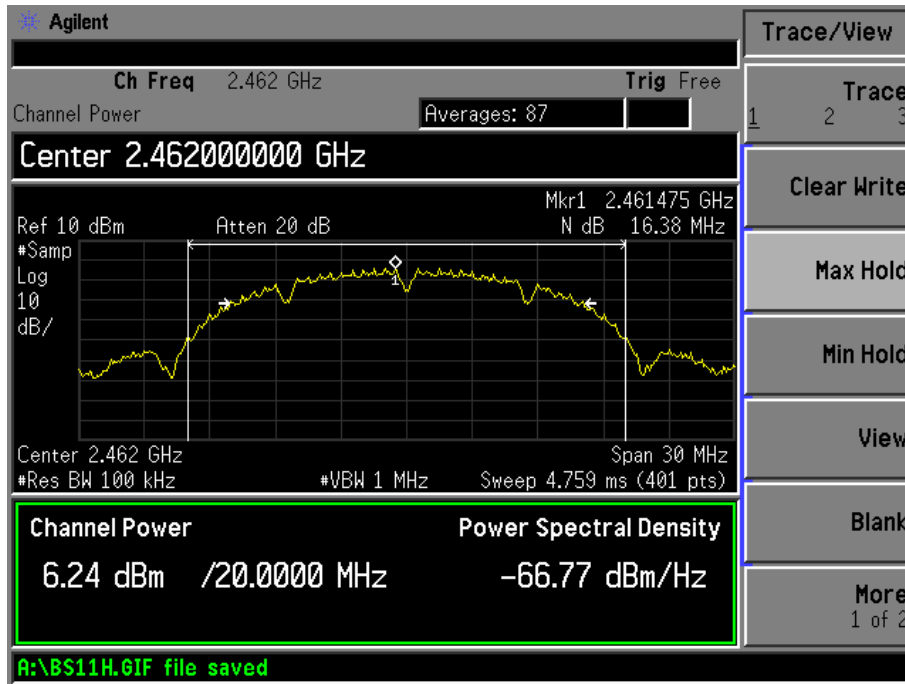 Agilent
Trace/View
Ch Freq 2.462 GHz Trig Free
Channel Power Averages: 87
Center 2.462000000 GHz
Mkr1 2.461475 GHz
Ref 10 dBm Atten 20 dB N dB 16.38 MHz
#Samp
Log
10
dB/
1
Center 2.462 GHz Span 30 MHz
#Res BW 100 kHz #VBW 1 MHz Sweep 4.759 ms (401 pts)
Channel Power Power Spectral Density
6.24 dBm /20.0000 MHz -66.77 dBm/Hz
A:\BS11H.GIF file saved
Trace
1 2 3
Clear Write
Max Hold
Min Hold
View
Blank
More
1 of 2